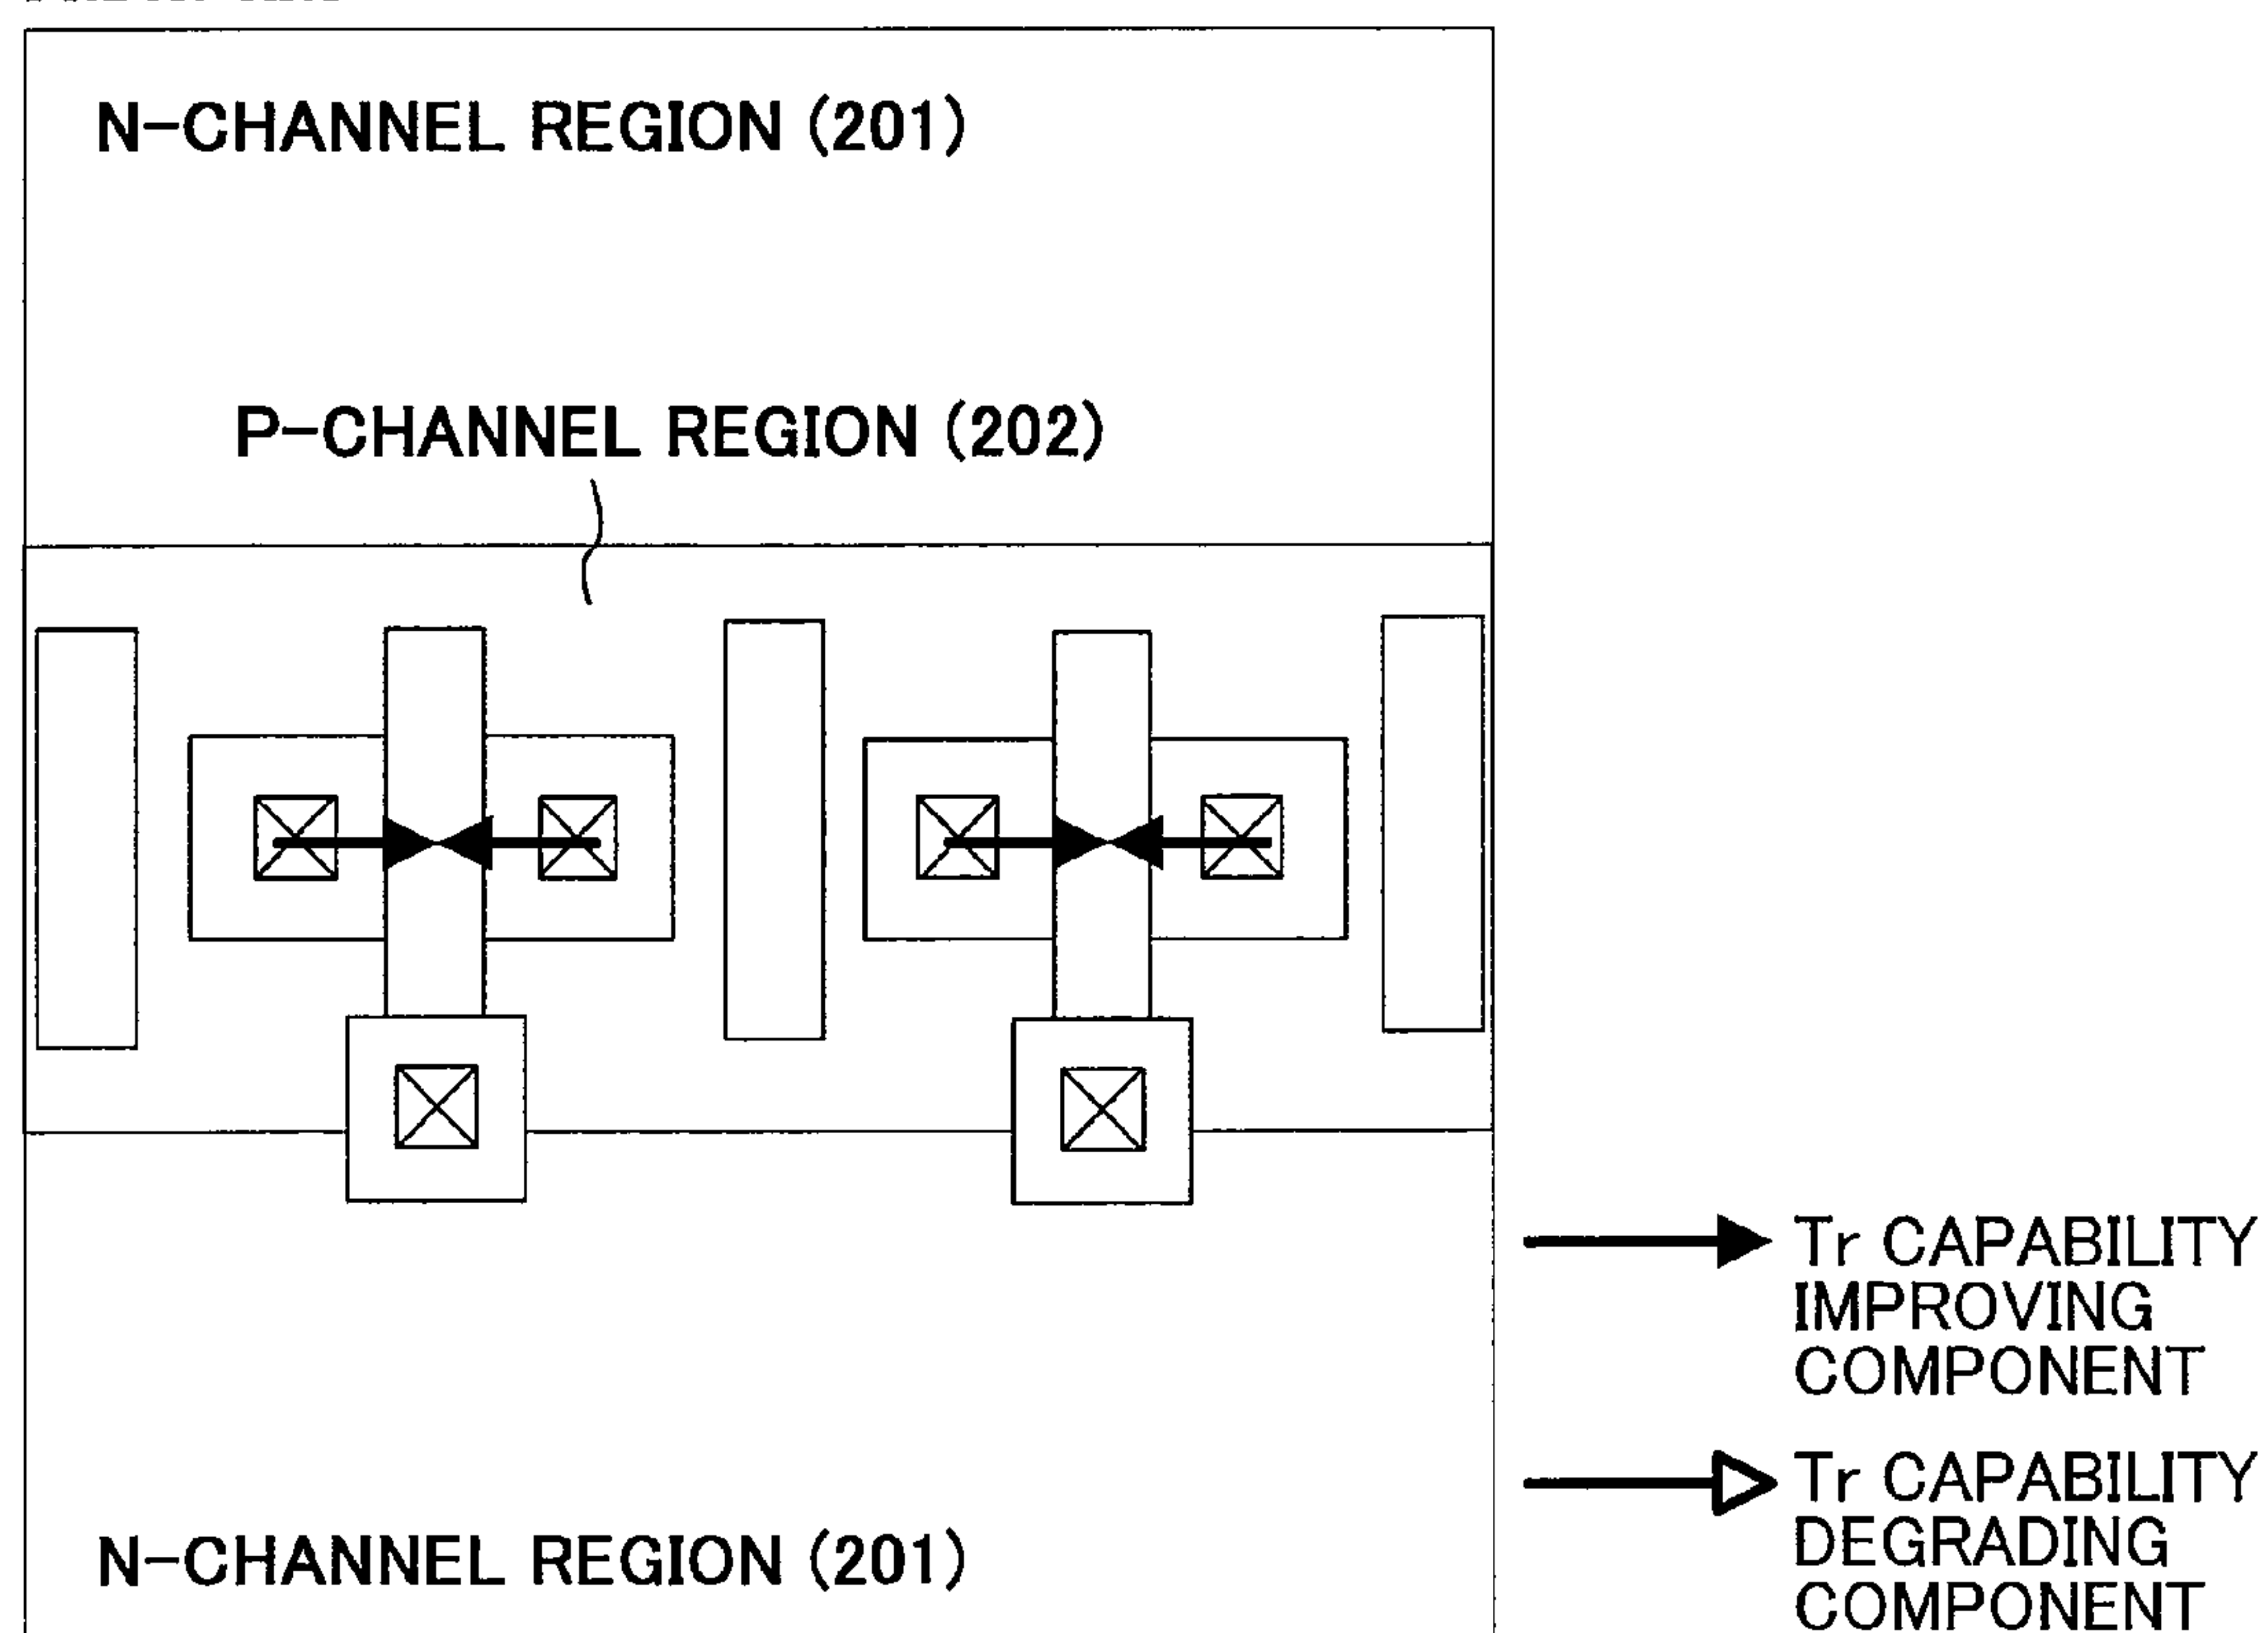 N-CHANNEL REGION (201)
P-CHANNEL REGION (202)
Tr CAPABILITY
IMPROVING
COMPONENT
Tr CAPABILITY
DEGRADING
COMPONENT
N-CHANNEL REGION (201)